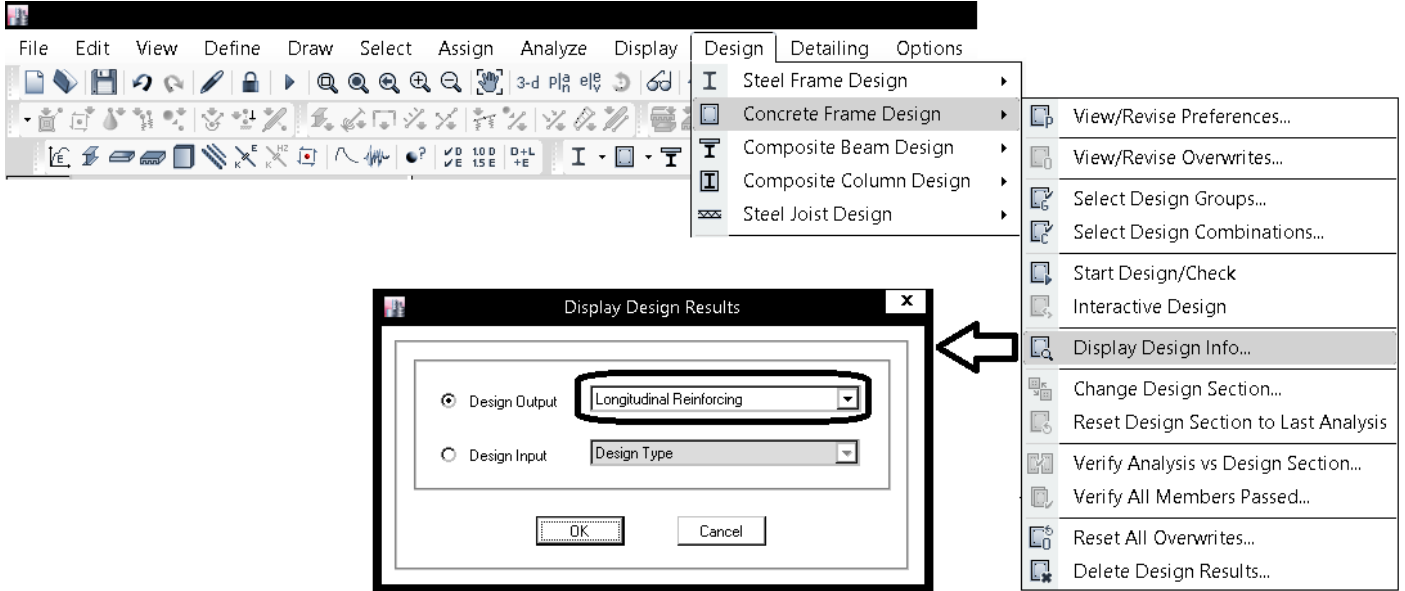 File Edit View Define Draw Select Assign Analyze Display Design Detailing Options
3-d
Steel Frame Design
Concrete Frame Design
Composite Beam Design
Composite Column Design
Steel Joist Design
View/Revise Preferences...
View/Revise Overwrites...
Select Design Groups...
Select Design Combinations...
Start Design/Check
Interactive Design
Display Design Info...
Change Design Section...
Reset Design Section to Last Analysis
Verify Analysis vs Design Section...
Verify All Members Passed...
Reset All Overwrites...
Delete Design Results...
Display Design Results
Design Output Longitudinal Reinforcing
Design Input Design Type
OK Cancel